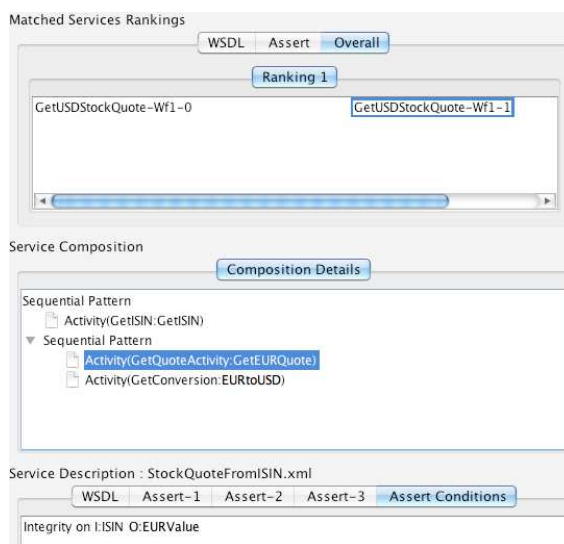 Matched Services Rankings
WSDL Assert Overall
Ranking 1
GetUSDStockQuote-Wf1-0 GetUSDStockQuote-Wf1-1
Service Composition
Composition Details
Sequential Pattern
Activity(GetISIN:GetISIN)
Sequential Pattern
Activity(GetQuoteActivity:GetEURQuote)
Activity(GetConversion:EURtoUSD)
Service Description : StockQuoteFromISIN.xml
WSDL Assert-1 Assert-2 Assert-3 Assert Conditions
Integrity on I:ISIN O:EURValue